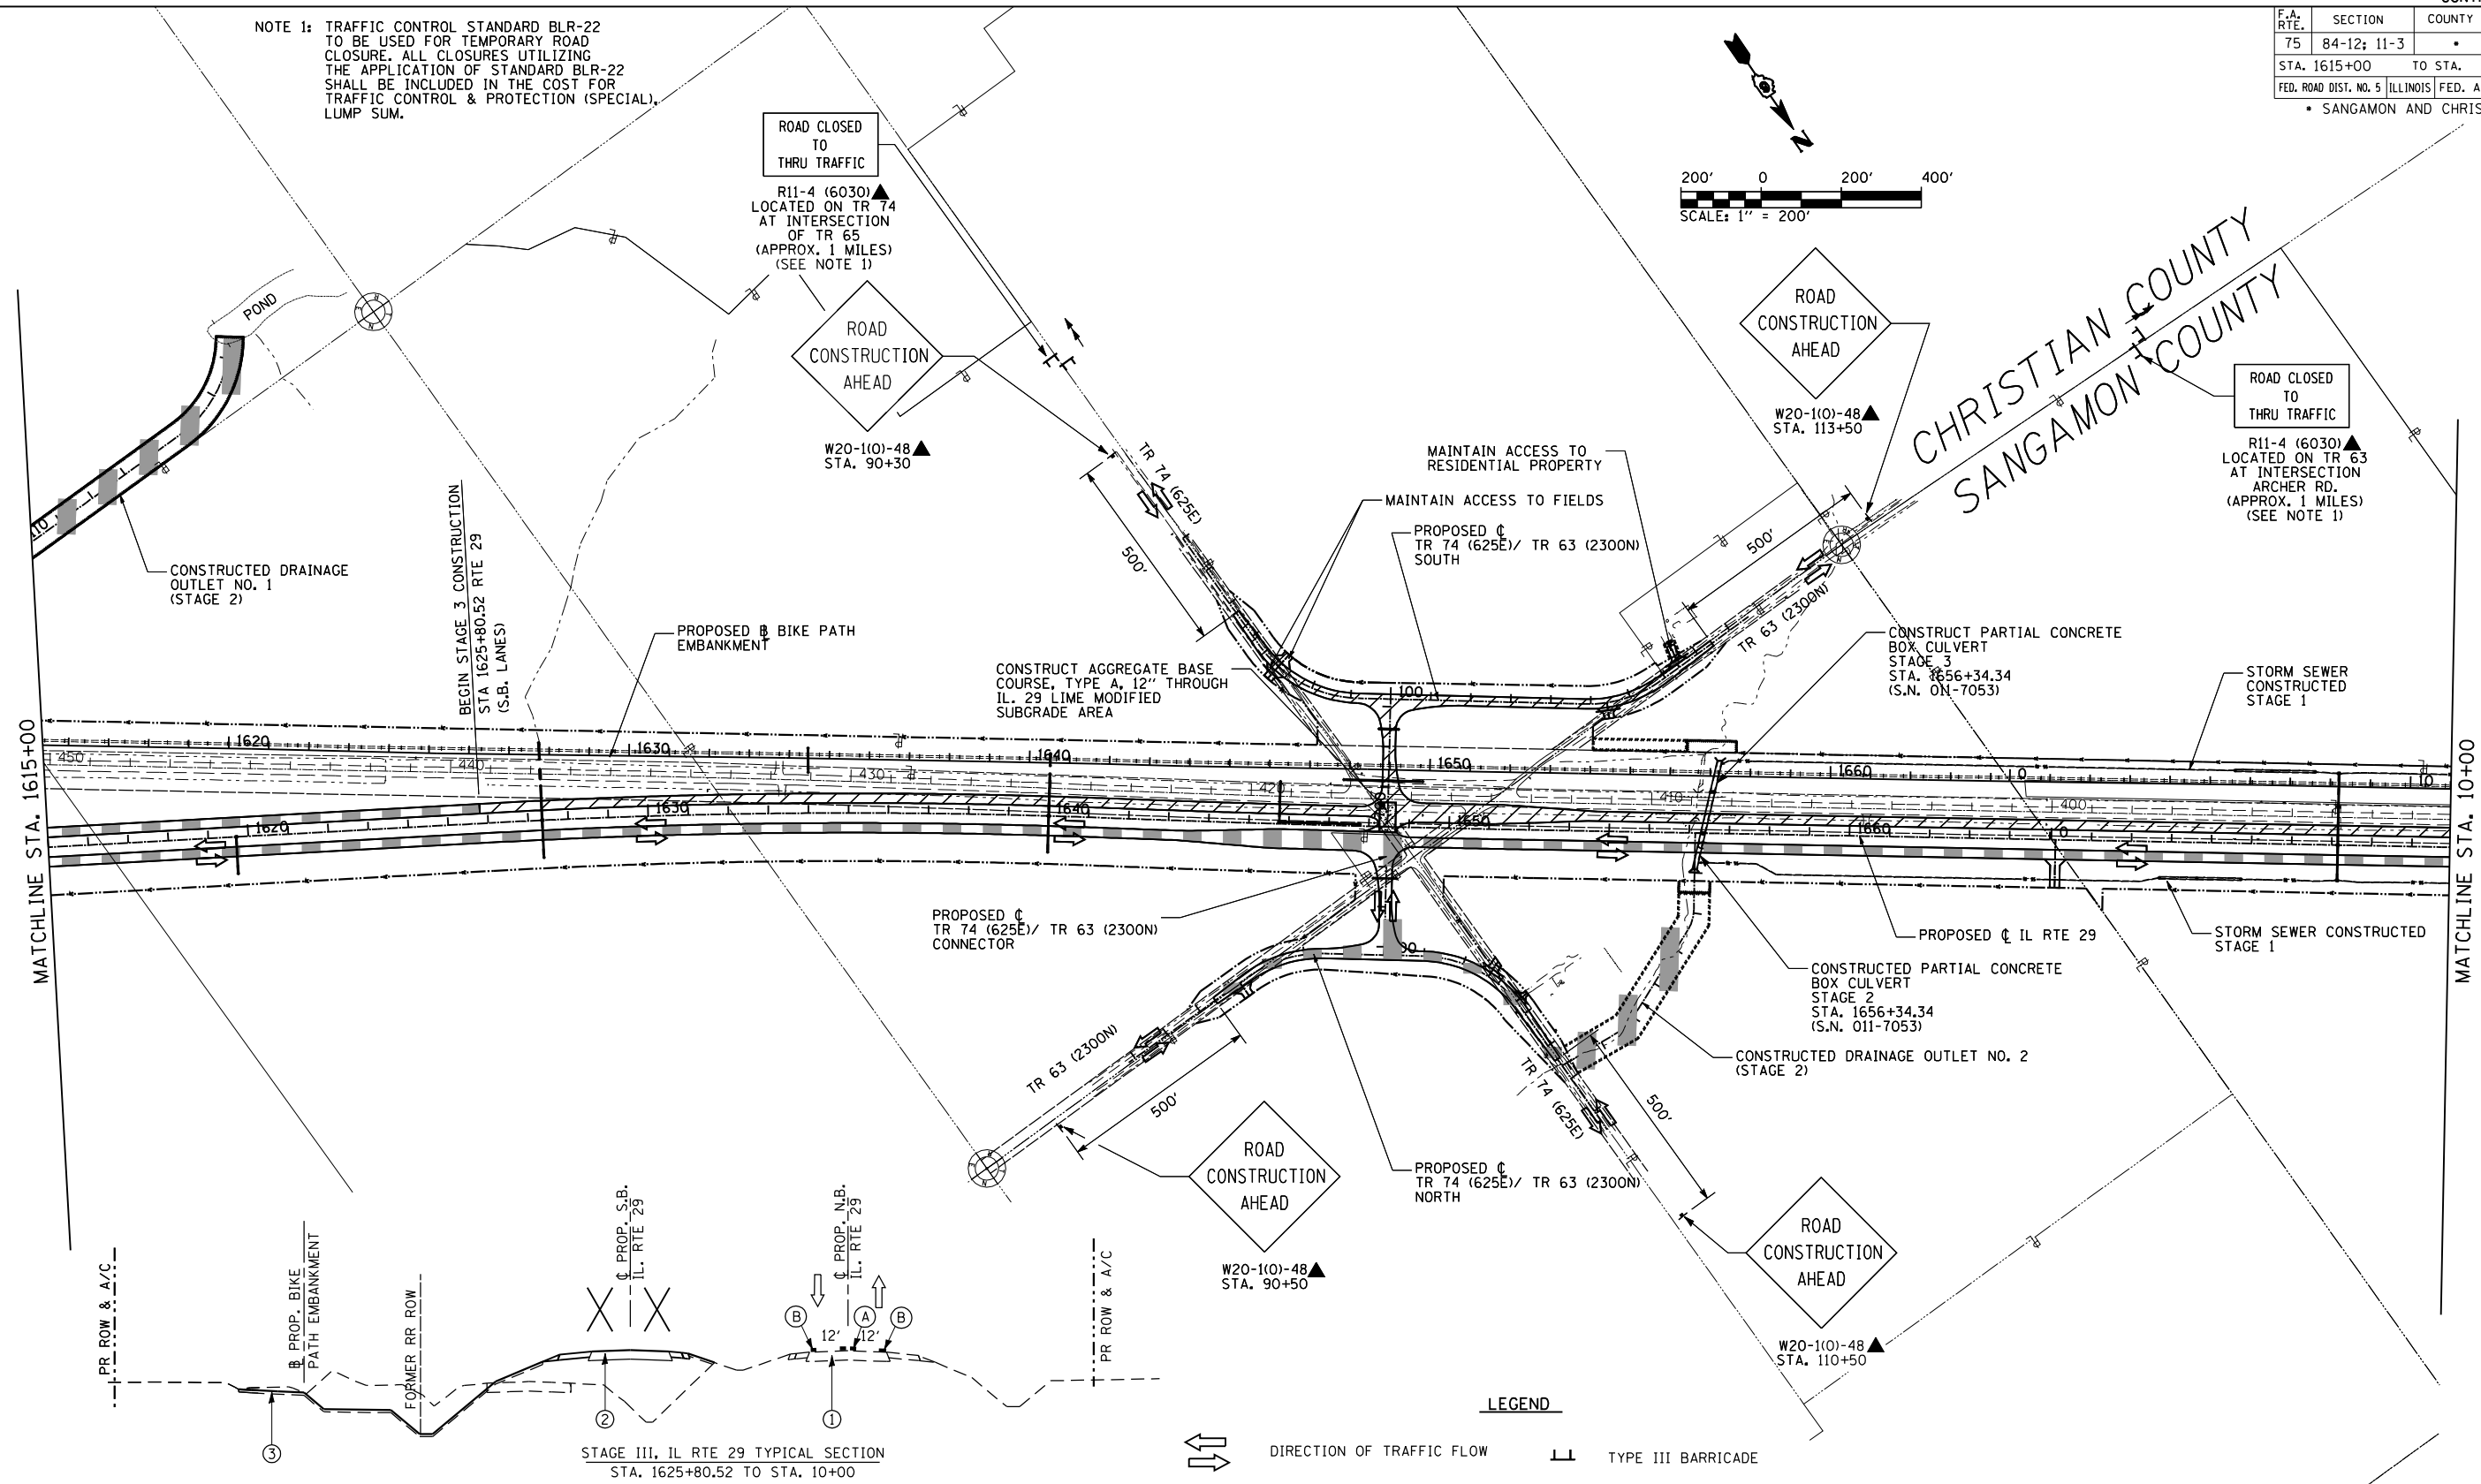 NOTE 1: TRAFFIC CONTROL STANDARD BLR-22
TO BE USED FOR TEMPORARY ROAD
CLOSURE. ALL CLOSURES UTILIZING
THE APPLICATION OF STANDARD BLR-22
SHALL BE INCLUDED IN THE COST FOR
TRAFFIC CONTROL & PROTECTION (SPECIAL),
LUMP SUM.
F.A. RTE.
SECTION
COUNTY
75
84-12; 11-3
•
STA. 1615+00 TO STA.
FED. ROAD DIST. NO. 5
ILLINOIS
FED. A
• SANGAMON AND CHRIS
ROAD CLOSED
TO
THRU TRAFFIC
R11-4 (6030)▲
LOCATED ON TR 74
AT INTERSECTION
OF TR 65
(APPROX. 1 MILES)
(SEE NOTE 1)
N
200' 0 200' 400'
SCALE: 1'' = 200'
ROAD
CONSTRUCTION
AHEAD
W20-1(O)-48▲
STA. 90+30
ROAD
CONSTRUCTION
AHEAD
W20-1(O)-48▲
STA. 113+50
CHRISTIAN COUNTY
SANGAMON COUNTY
ROAD CLOSED
TO
THRU TRAFFIC
R11-4 (6030)▲
LOCATED ON TR 63
AT INTERSECTION
ARCHER RD.
(APPROX. 1 MILES)
(SEE NOTE 1)
POND
10
CONSTRUCTED DRAINAGE
OUTLET NO. 1
(STAGE 2)
BEGIN STAGE 3 CONSTRUCTION
STA 1625+80.52 RTE 29
(S.B. LANES)
PROPOSED ℄ BIKE PATH
EMBANKMENT
TR 74 (625E)
500'
MAINTAIN ACCESS TO
RESIDENTIAL PROPERTY
MAINTAIN ACCESS TO FIELDS
PROPOSED ℄
TR 74 (625E)/ TR 63 (2300N)
SOUTH
500'
TR 63 (2300N)
CONSTRUCT AGGREGATE BASE
COURSE, TYPE A, 12'' THROUGH
IL. 29 LIME MODIFIED
SUBGRADE AREA
CONSTRUCT PARTIAL CONCRETE
BOX CULVERT
STAGE 3
STA. 1656+34.34
(S.N. 011-7053)
STORM SEWER
CONSTRUCTED
STAGE 1
MATCHLINE STA. 1615+00
MATCHLINE STA. 10+00
100
1620 1630 1640 1650 1660 0 10
450 440 430 420 410 400
1620 1630 1640 1650 1660 0
PROPOSED ℄
TR 74 (625E)/ TR 63 (2300N)
CONNECTOR
PROPOSED ℄ IL RTE 29
STORM SEWER CONSTRUCTED
STAGE 1
CONSTRUCTED PARTIAL CONCRETE
BOX CULVERT
STAGE 2
STA. 1656+34.34
(S.N. 011-7053)
CONSTRUCTED DRAINAGE OUTLET NO. 2
(STAGE 2)
TR 63 (2300N)
500'
TR 74 (625E)
500'
PROPOSED ℄
TR 74 (625E)/ TR 63 (2300N)
NORTH
ROAD
CONSTRUCTION
AHEAD
W20-1(O)-48▲
STA. 90+50
ROAD
CONSTRUCTION
AHEAD
W20-1(O)-48▲
STA. 110+50
PR ROW & A/C
B PROP. BIKE
PATH EMBANKMENT
FORMER RR ROW
℄ PROP. S.B.
IL. RTE 29
℄ PROP. N.B.
IL. RTE 29
PR ROW & A/C
B A B
12' 12'
3 2 1
STAGE III, IL RTE 29 TYPICAL SECTION
STA. 1625+80.52 TO STA. 10+00
LEGEND
DIRECTION OF TRAFFIC FLOW
TYPE III BARRICADE